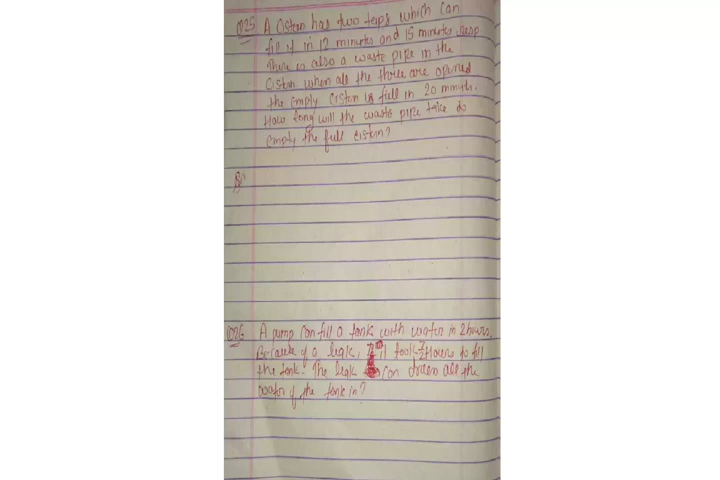 Q25 A Cistern has two taps which can
fill it in 12 minutes and 15 minutes resp
There is also a waste pipe in the
Cistern when all the three are opened
the empty cistern is full in 20 minuts.
How long will the waste pipe take to
empty the full cistern?
Q26 A pump can fill a tank with water in 2 hours.
Because of a leak, it took 7/2 Hours to fill
the tank. The leak can drain all the
water of the tank in?